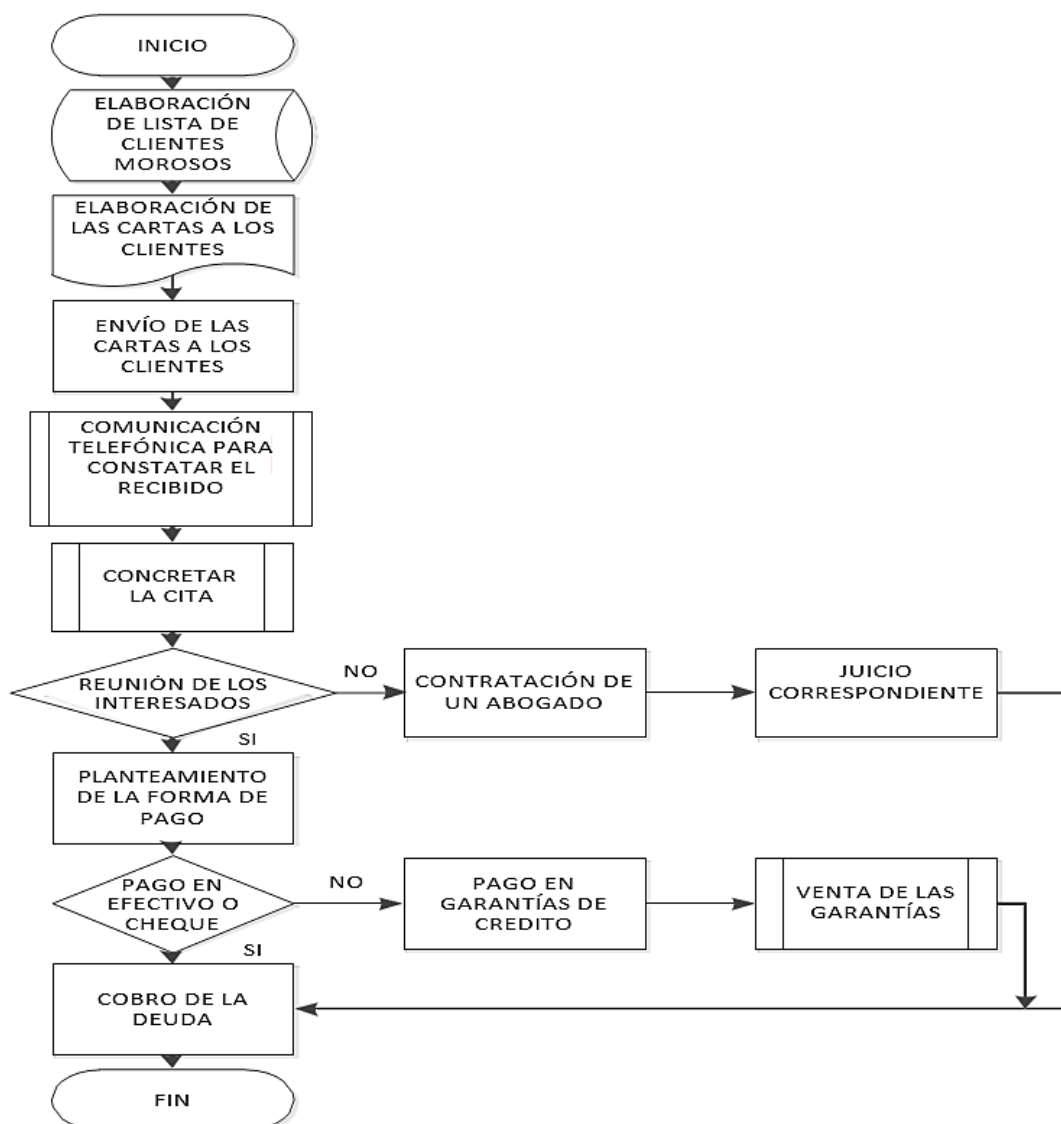 INICIO
ELABORACIÓN
DE LISTA DE
CLIENTES
MOROSOS
ELABORACIÓN DE
LAS CARTAS A LOS
CLIENTES
ENVÍO DE LAS
CARTAS A LOS
CLIENTES
COMUNICACIÓN
TELEFÓNICA PARA
CONSTATAR EL
RECIBIDO
CONCRETAR
LA CITA
REUNIÓN DE LOS
INTERESADOS
NO
CONTRATACIÓN DE
UN ABOGADO
JUICIO
CORRESPONDIENTE
SI
PLANTEAMIENTO
DE LA FORMA DE
PAGO
PAGO EN
EFECTIVO O
CHEQUE
NO
PAGO EN
GARANTÍAS DE
CREDITO
VENTA DE LAS
GARANTÍAS
SI
COBRO DE LA
DEUDA
FIN